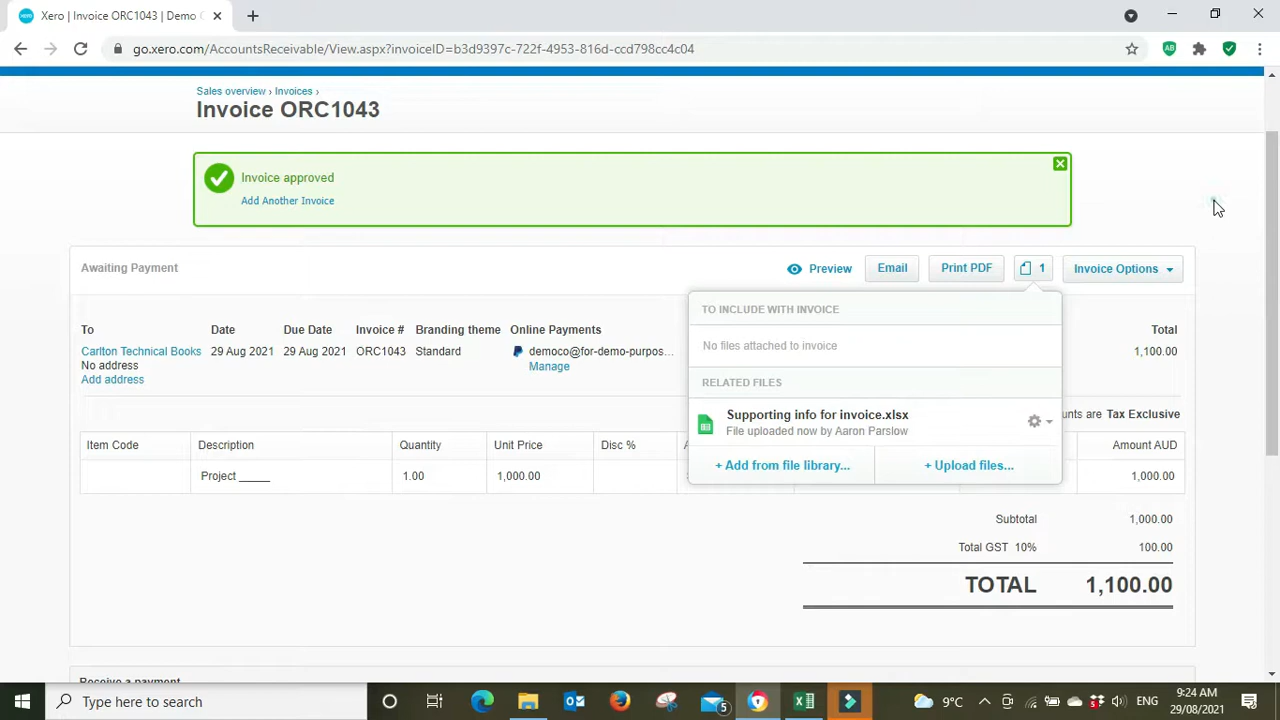 Xero | Invoice ORC1043 | Demo C
go.xero.com/AccountsReceivable/View.aspx?invoiceID=b3d9397c-722f-4953-816d-ccd798cc4c04
AB
Sales overview › Invoices ›
Invoice ORC1043
Invoice approved
Add Another Invoice
Awaiting Payment
Preview
Email
Print PDF
1
Invoice Options
To
Date
Due Date
Invoice #
Branding theme
Online Payments
Total
Carlton Technical Books
No address
Add address
29 Aug 2021
29 Aug 2021
ORC1043
Standard
democo@for-demo-purpos...
Manage
1,100.00
TO INCLUDE WITH INVOICE
No files attached to invoice
RELATED FILES
Supporting info for invoice.xlsx
File uploaded now by Aaron Parslow
+ Add from file library...
+ Upload files...
unts are Tax Exclusive
Item Code
Description
Quantity
Unit Price
Disc %
A
Amount AUD
Project _____
1.00
1,000.00
1,000.00
Subtotal
1,000.00
Total GST 10%
100.00
TOTAL
1,100.00
Receive a payment
Type here to search
5
9°C
ENG
9:24 AM
29/08/2021